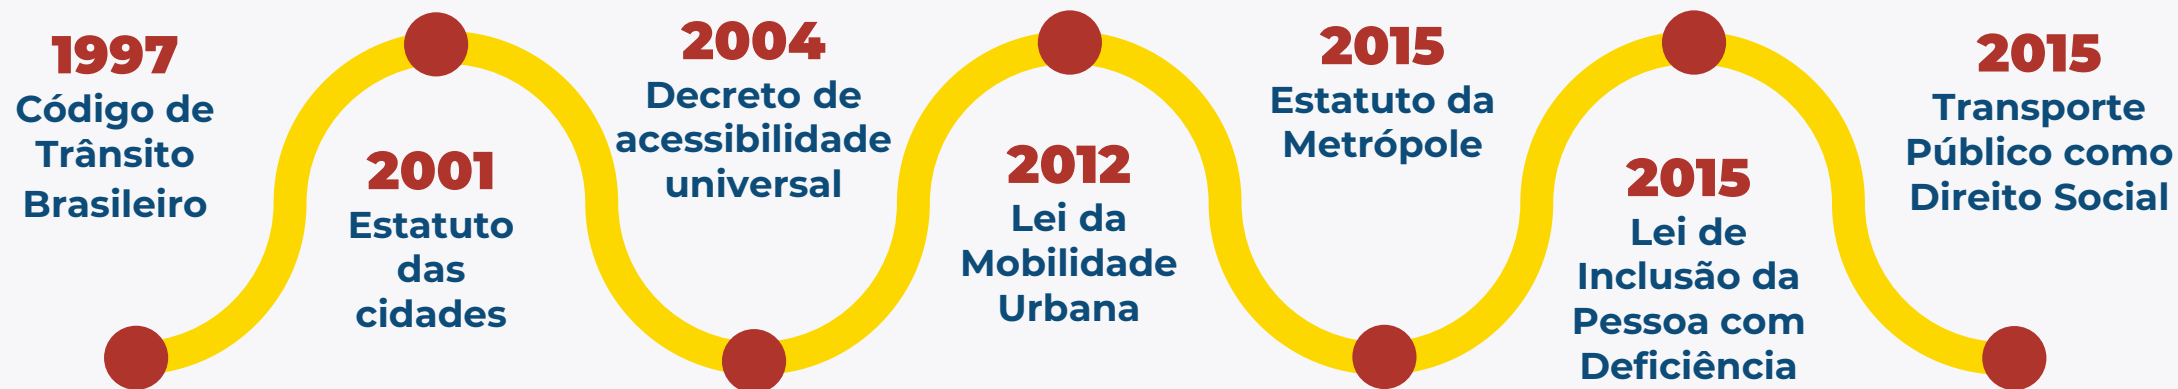 1997
Código de
Trânsito
Brasileiro
2001
Estatuto
das
cidades
2004
Decreto de
acessibilidade
universal
2012
Lei da
Mobilidade
Urbana
2015
Estatuto da
Metrópole
2015
Lei de
Inclusão da
Pessoa com
Deficiência
2015
Transporte
Público como
Direito Social